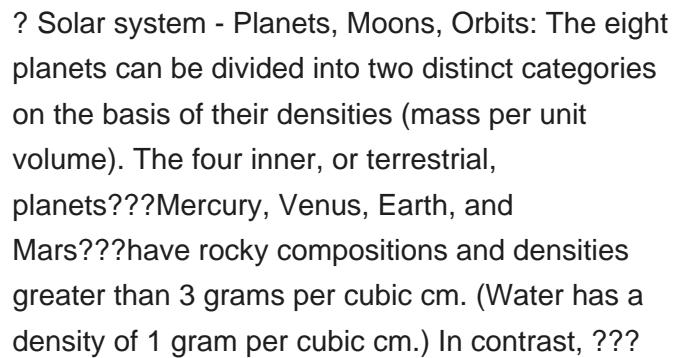 ? Solar system - Planets, Moons, Orbits: The eight
planets can be divided into two distinct categories
on the basis of their densities (mass per unit
volume). The four inner, or terrestrial,
planets???Mercury, Venus, Earth, and
Mars???have rocky compositions and densities
greater than 3 grams per cubic cm. (Water has a
density of 1 gram per cubic cm.) In contrast, ???